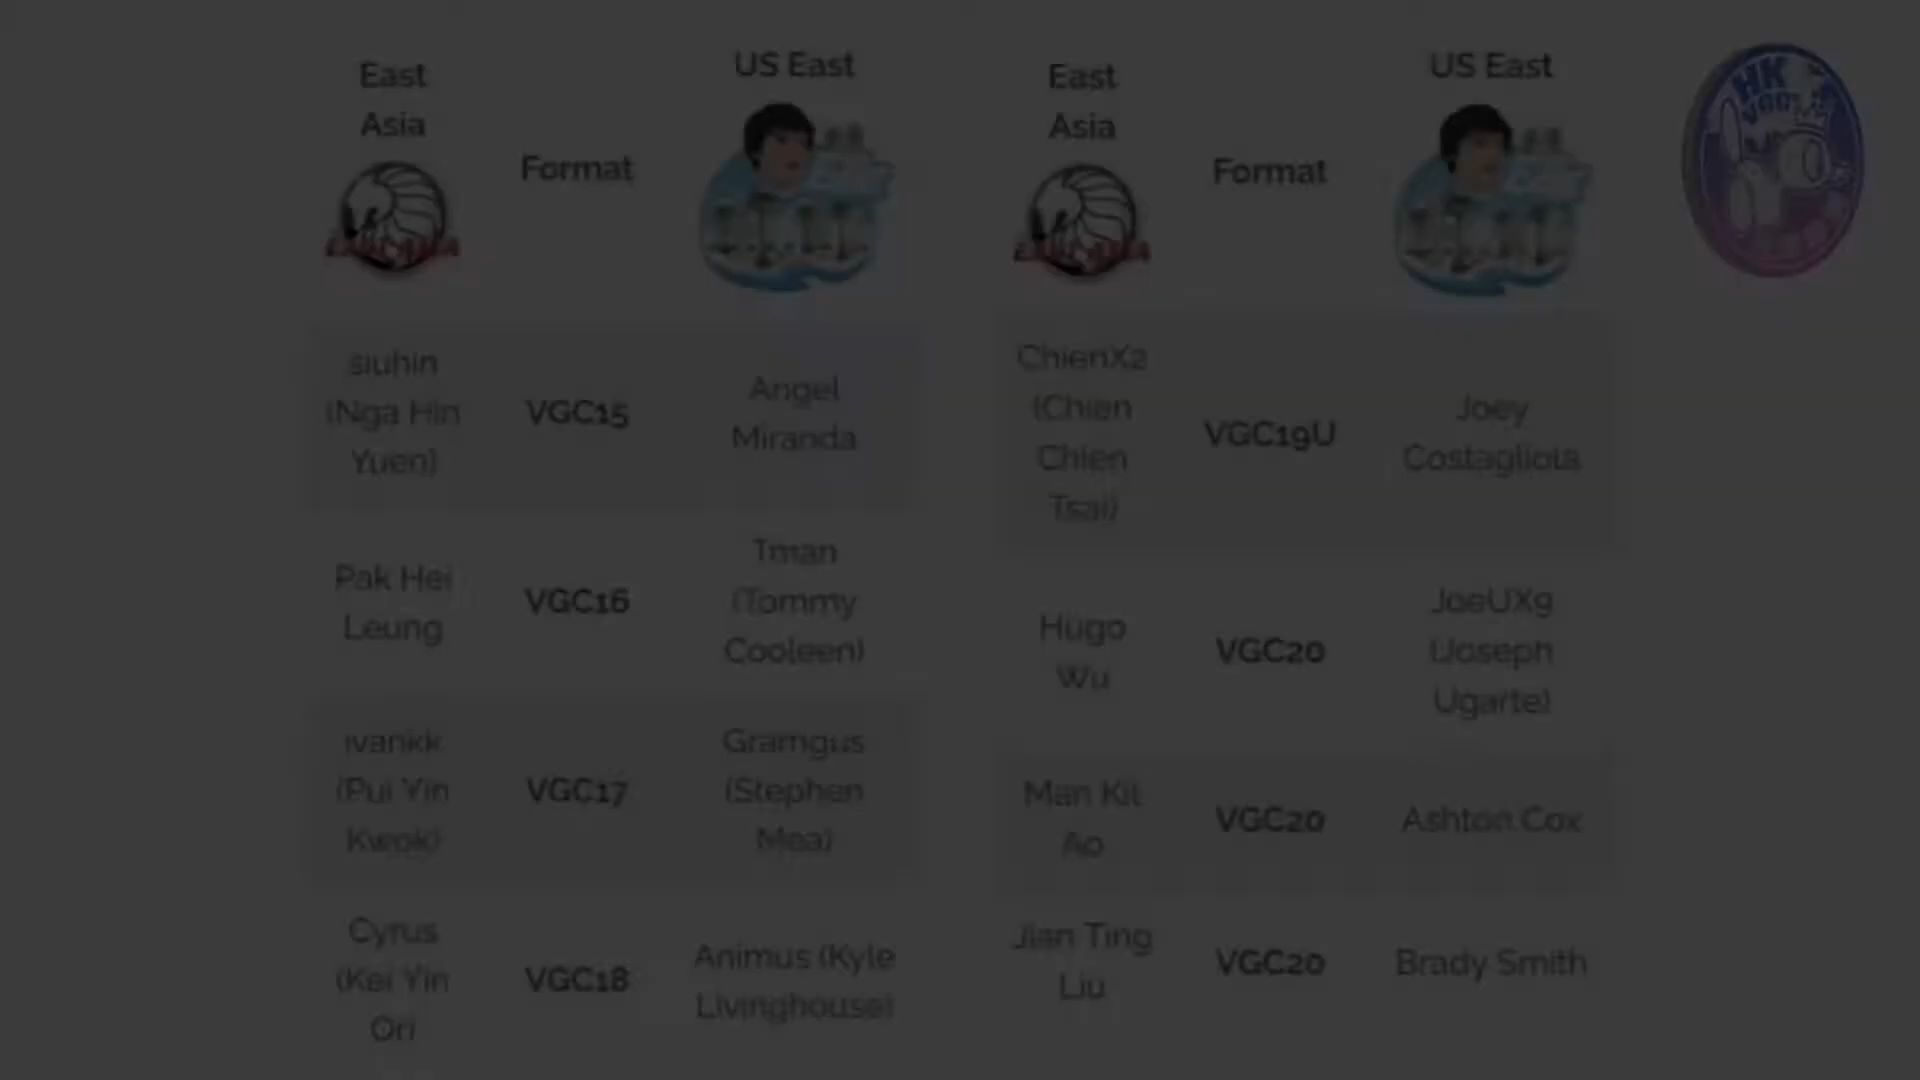 East
Asia
Format
US East
siuhin
(Nga Hin
Yuen)
VGC15
Angel
Miranda
Pak Hei
Leung
VGC16
Tman
(Tommy
Cooleen)
ivankk
(Pui Yin
Kwok)
VGC17
Gramgus
(Stephen
Mea)
Cyrus
(Kei Yin
Ori
VGC18
Animus (Kyle
Livinghouse)
East
Asia
Format
US East
HK
VGC
ChienX2
(Chien
Chien
Tsai)
VGC19U
Joey
Costagliola
Hugo
Wu
VGC20
JoeUX9
(Joseph
Ugarte)
Man Kit
Ao
VGC20
Ashton Cox
Jian Ting
Liu
VGC20
Brady Smith